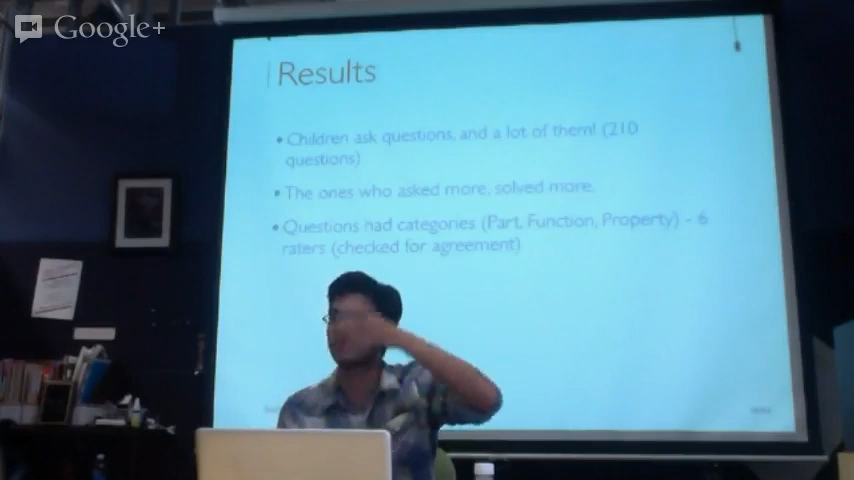 Google+
Results
• Children ask questions, and a lot of them! (210
questions)
• The ones who asked more, solved more.
• Questions had categories (Part, Function, Property) - 6
raters (checked for agreement)